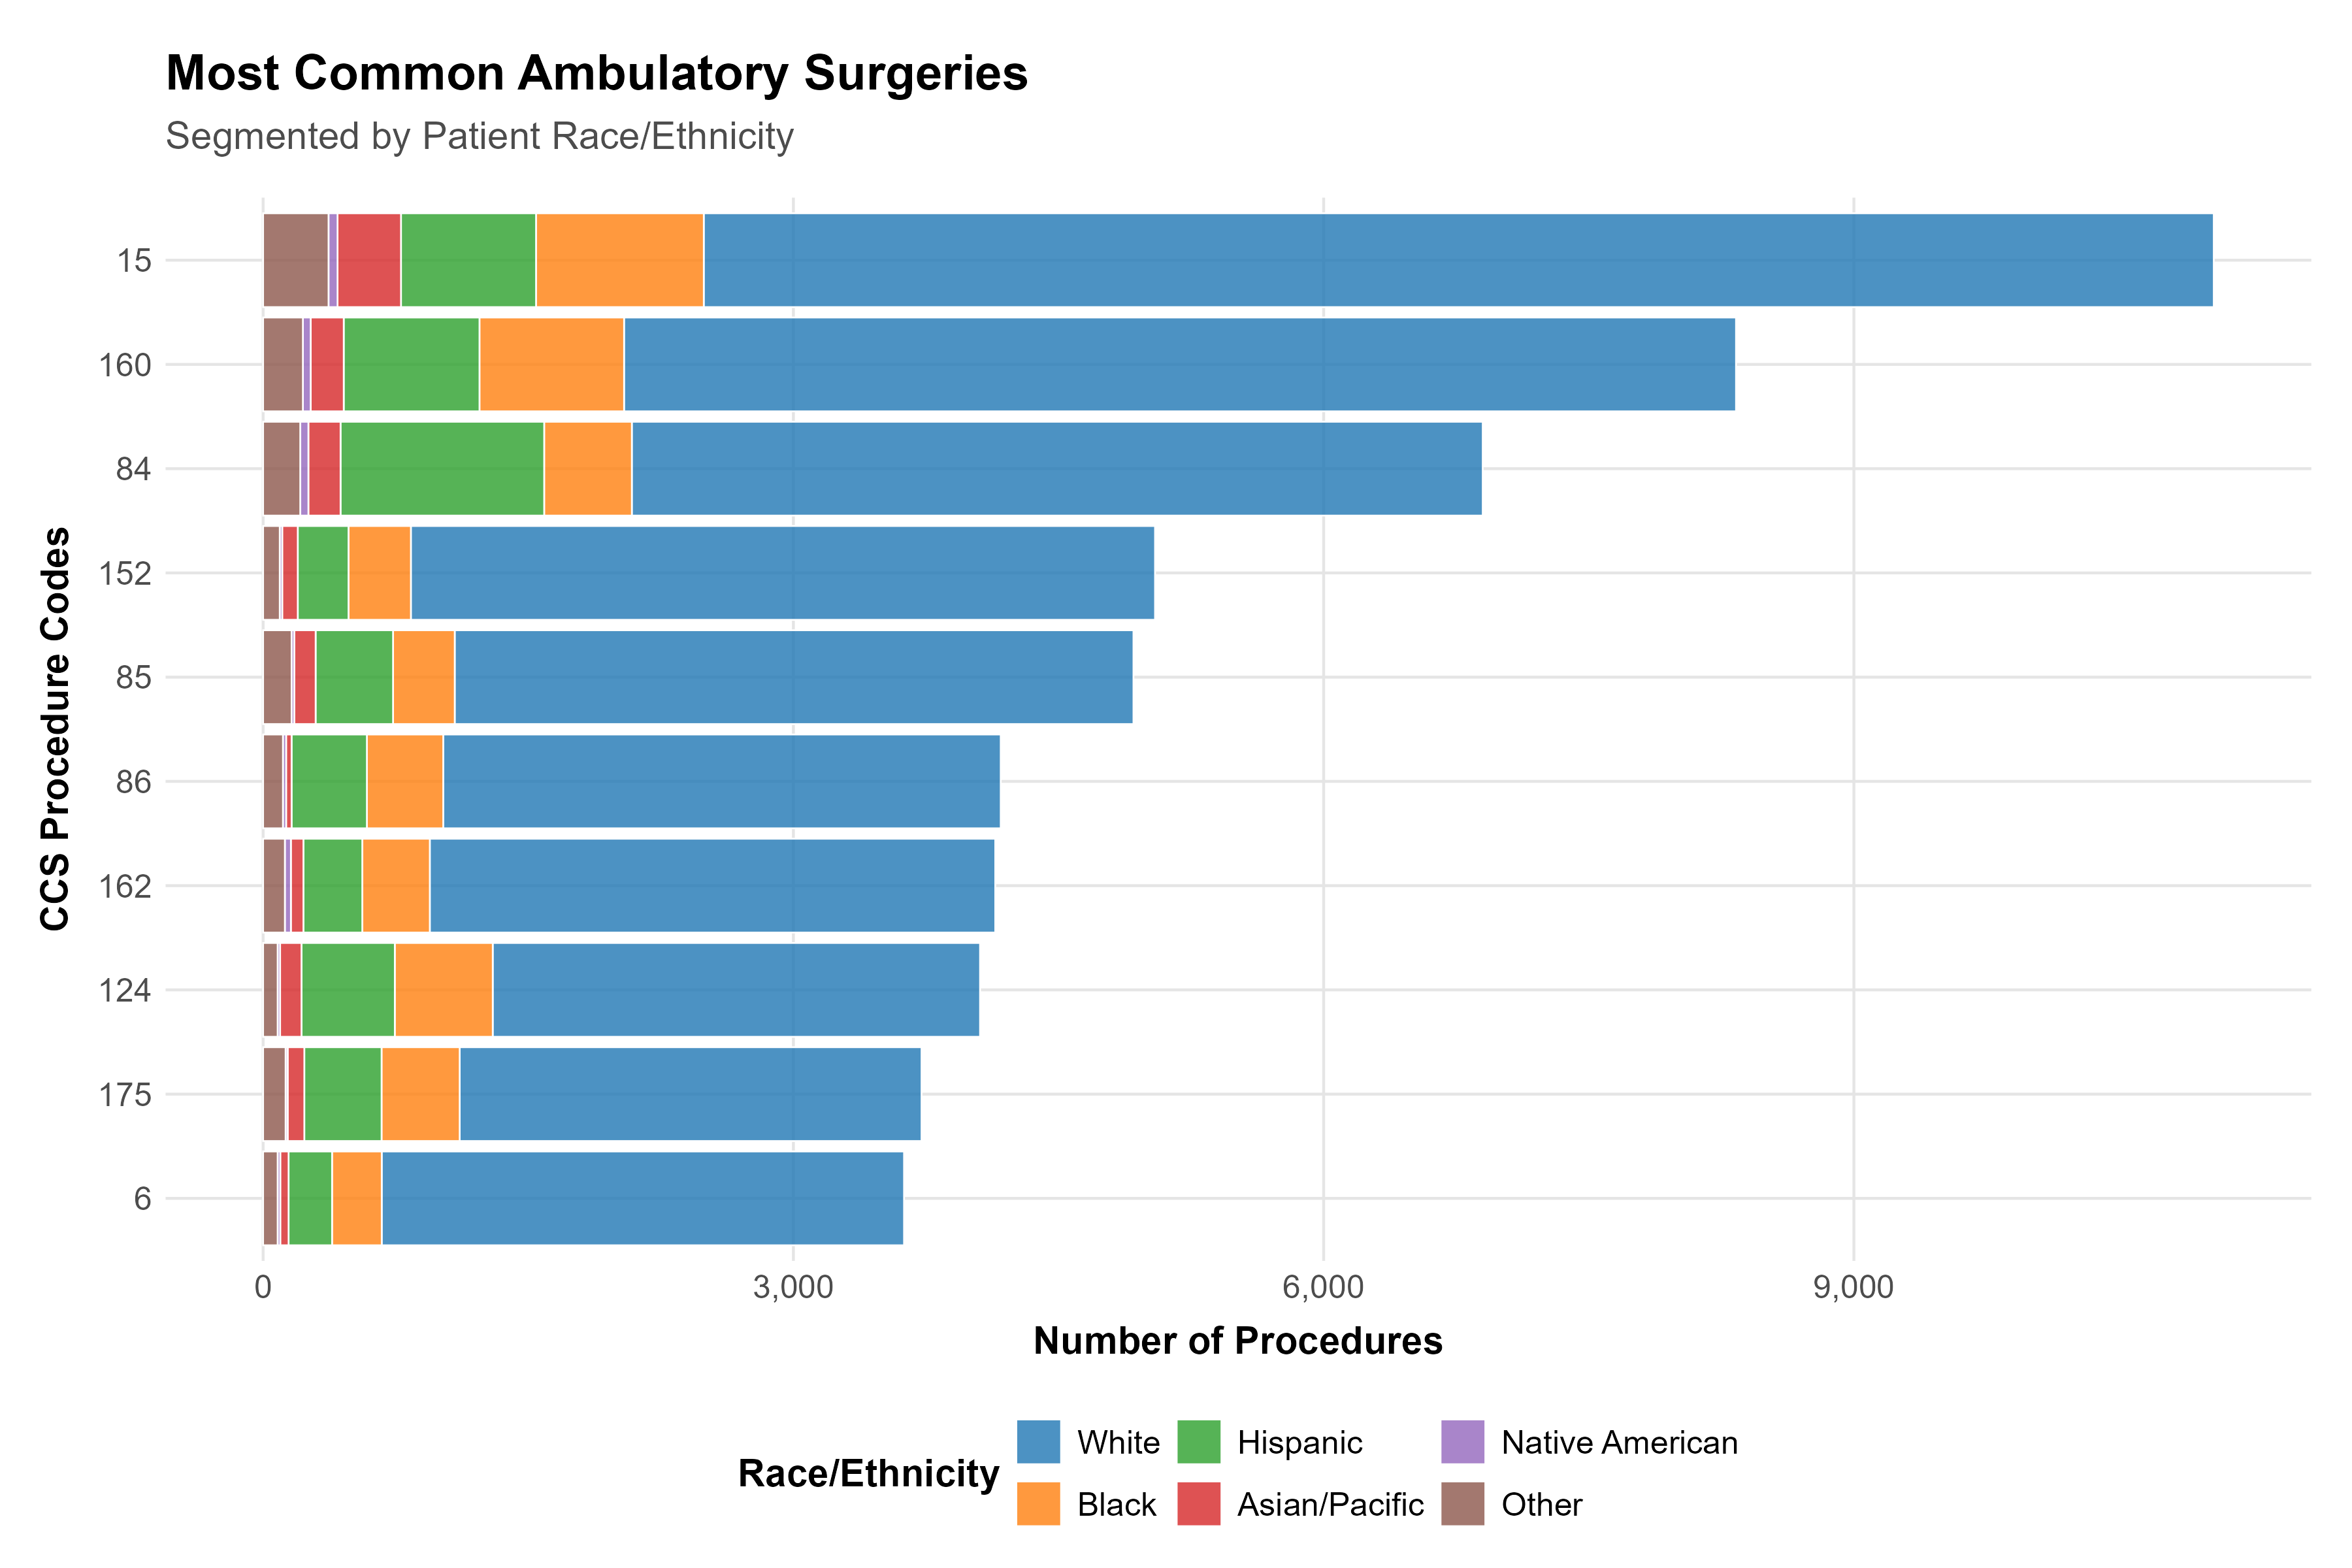 Most Common Ambulatory Surgeries
Segmented by Patient Race/Ethnicity
CCS Procedure Codes
15
160
84
152
85
86
162
124
175
6
0 3,000 6,000 9,000
Number of Procedures
Race/Ethnicity
White Hispanic Native American
Black Asian/Pacific Other